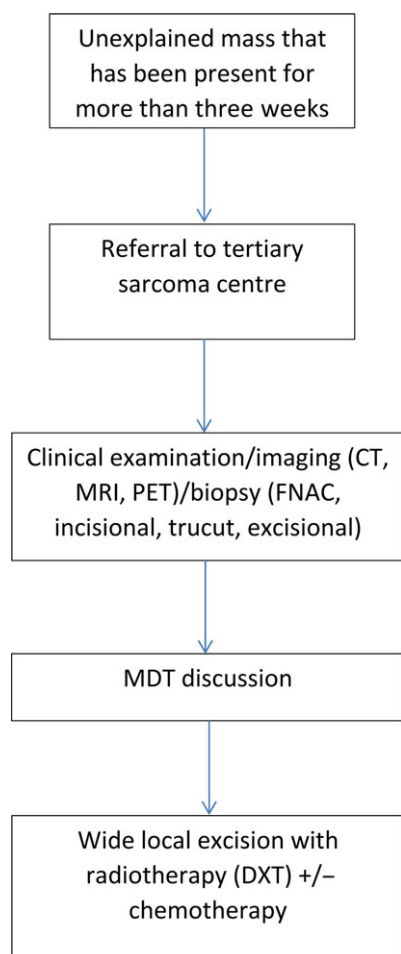 Unexplained mass that
has been present for
more than three weeks
Referral to tertiary
sarcoma centre
Clinical examination/imaging (CT,
MRI, PET)/biopsy (FNAC,
incisional, trucut, excisional)
MDT discussion
Wide local excision with
radiotherapy (DXT) +/−
chemotherapy